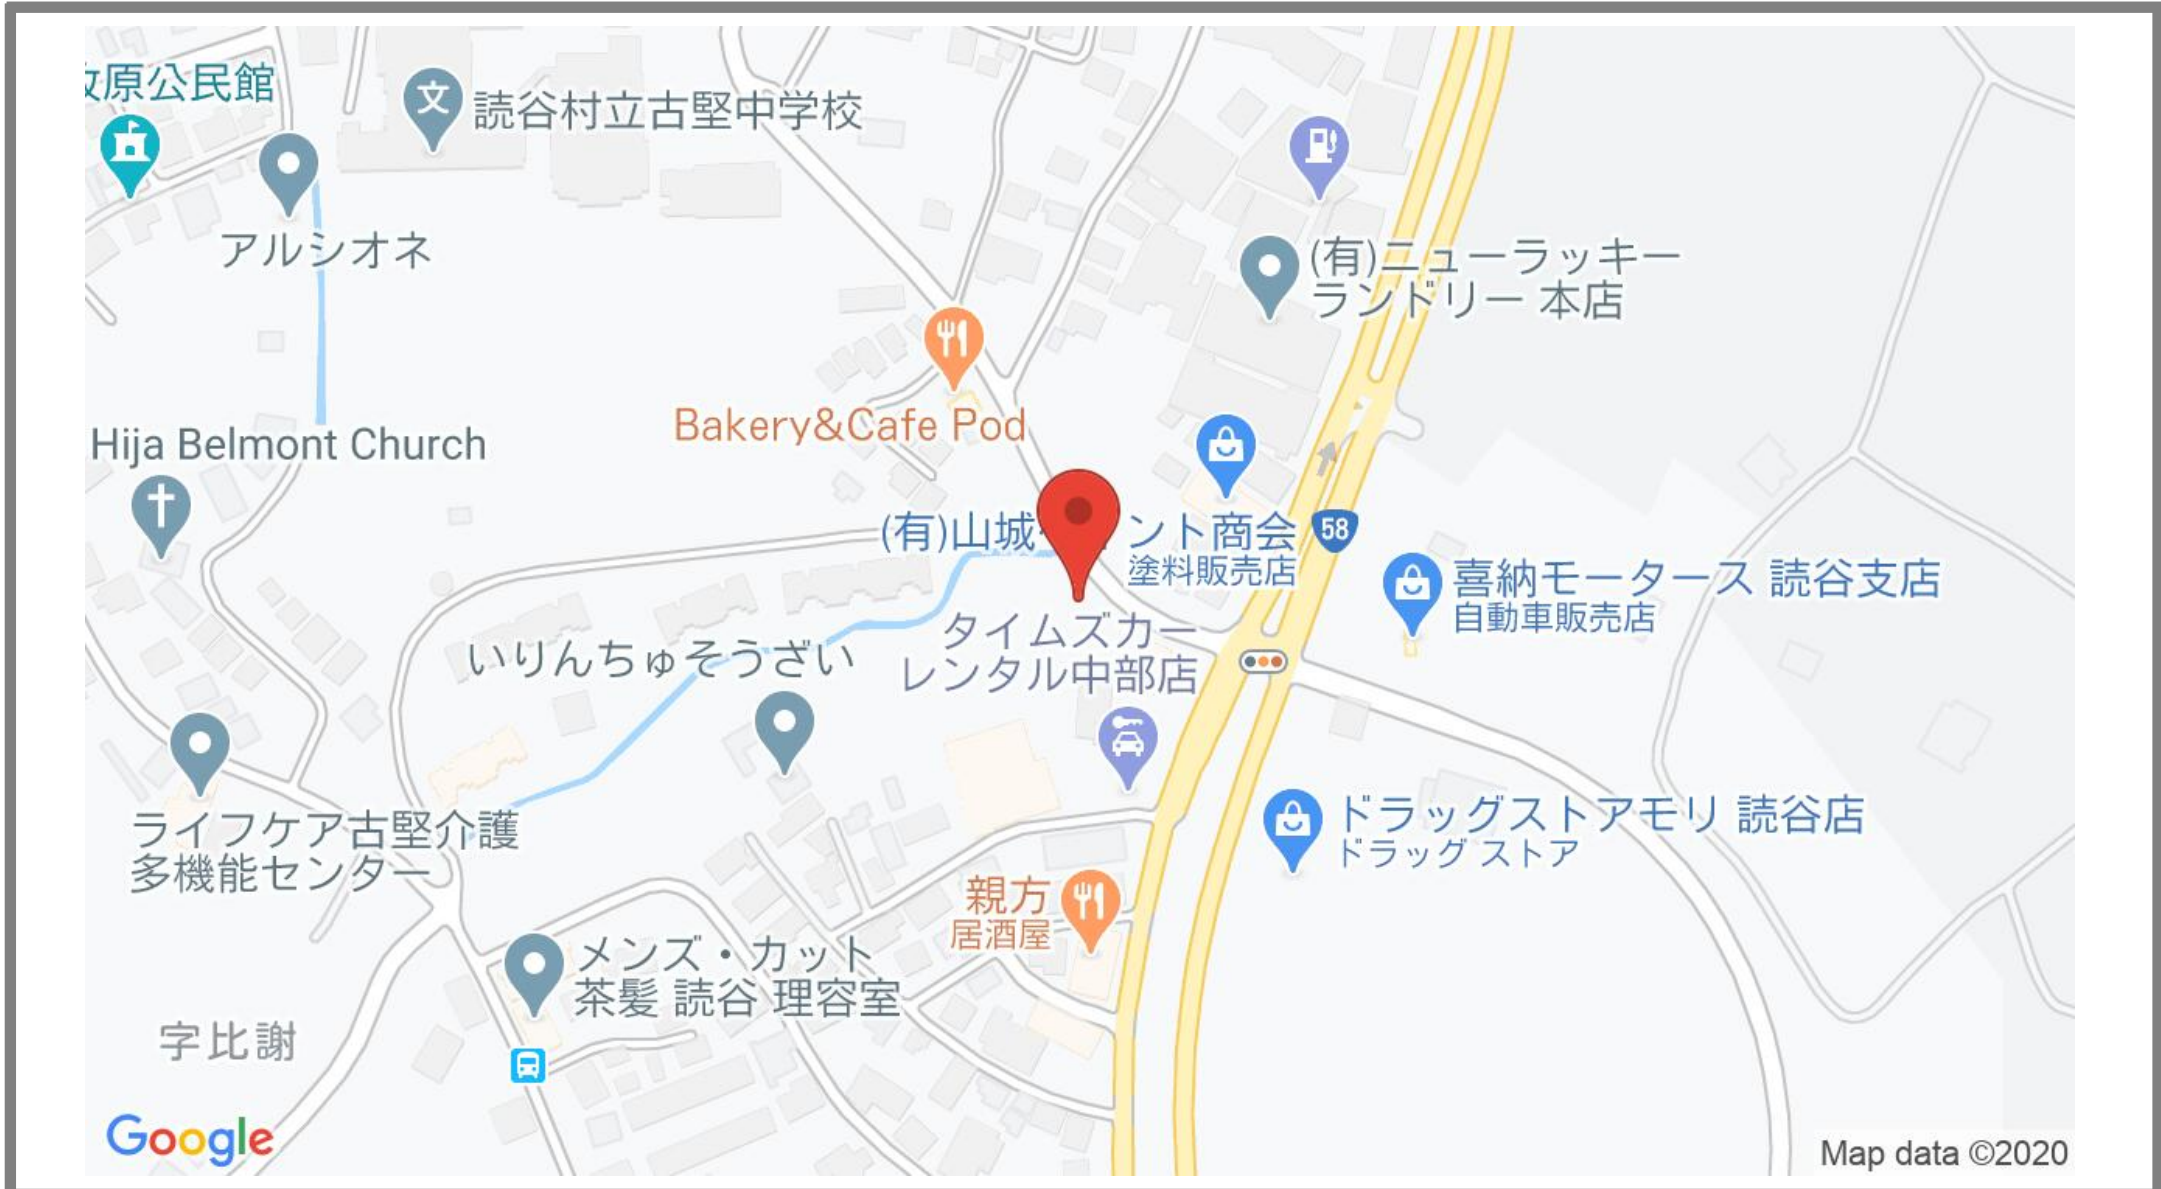 原公民館
読谷村立古堅中学校
アルシオネ
(有)ニューラッキー
ランドリー 本店
Bakery&Cafe Pod
Hija Belmont Church
(有)山城 ント商会
塗料販売店
58
喜納モータース 読谷支店
自動車販売店
タイムズカー
レンタル中部店
いりんちゅそうざい
ライフケア古堅介護
多機能センター
ドラッグストアモリ 読谷店
ドラッグ ストア
親方
居酒屋
メンズ・カット
茶髪 読谷 理容室
字比謝
Google
Map data ©2020